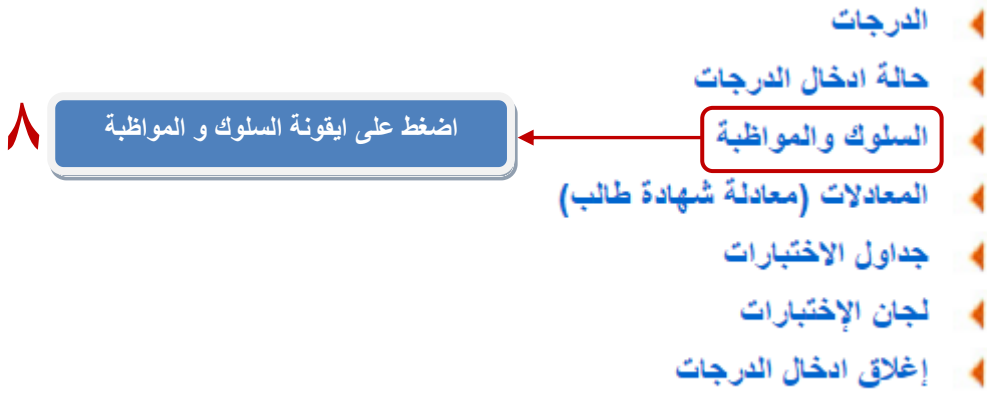 الدرجات
حالة ادخال الدرجات
السلوك والمواظبة
اضغط على ايقونة السلوك و المواظبة
٨
المعادلات (معادلة شهادة طالب)
جداول الاختبارات
لجان الإختبارات
إغلاق ادخال الدرجات